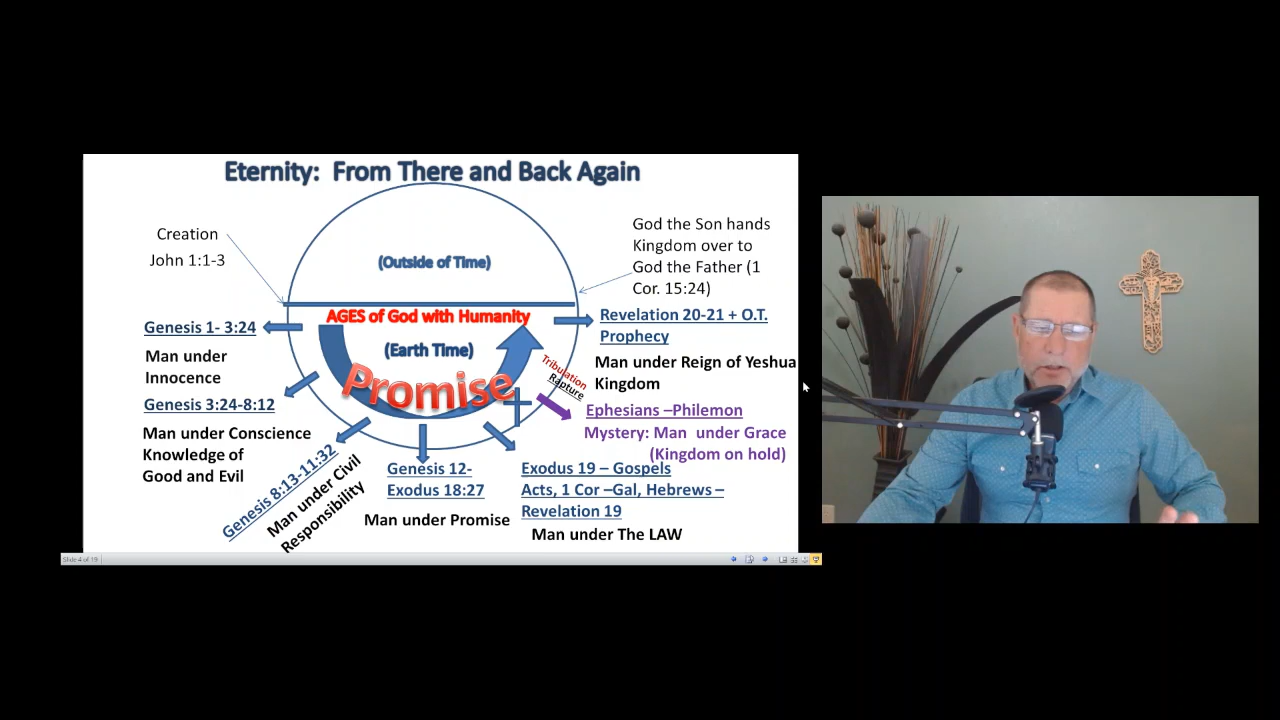 Eternity: From There and Back Again
Creation
John 1:1-3
God the Son hands
Kingdom over to
God the Father (1
Cor. 15:24)
(Outside of Time)
AGES of God with Humanity
(Earth Time)
Promise
Genesis 1- 3:24
Man under
Innocence
Genesis 3:24-8:12
Man under Conscience
Knowledge of
Good and Evil
Genesis 8:13-11:32
Man under Civil
Responsibility
Genesis 12-
Exodus 18:27
Man under Promise
Exodus 19 – Gospels
Acts, 1 Cor –Gal, Hebrews –
Revelation 19
Man under The LAW
Tribulation
Rapture
Ephesians –Philemon
Mystery: Man under Grace
(Kingdom on hold)
Revelation 20-21 + O.T.
Prophecy
Man under Reign of Yeshua
Kingdom
Slide 4 of 19